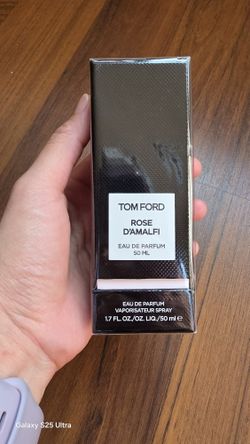 TOM FORD
ROSE
D'AMALFI
EAU DE PARFUM
50 ML
EAU DE PARFUM
VAPORISATEUR SPRAY
1.7 FL. OZ./OZ. LIQ./50 ml ℮
Galaxy S25 Ultra